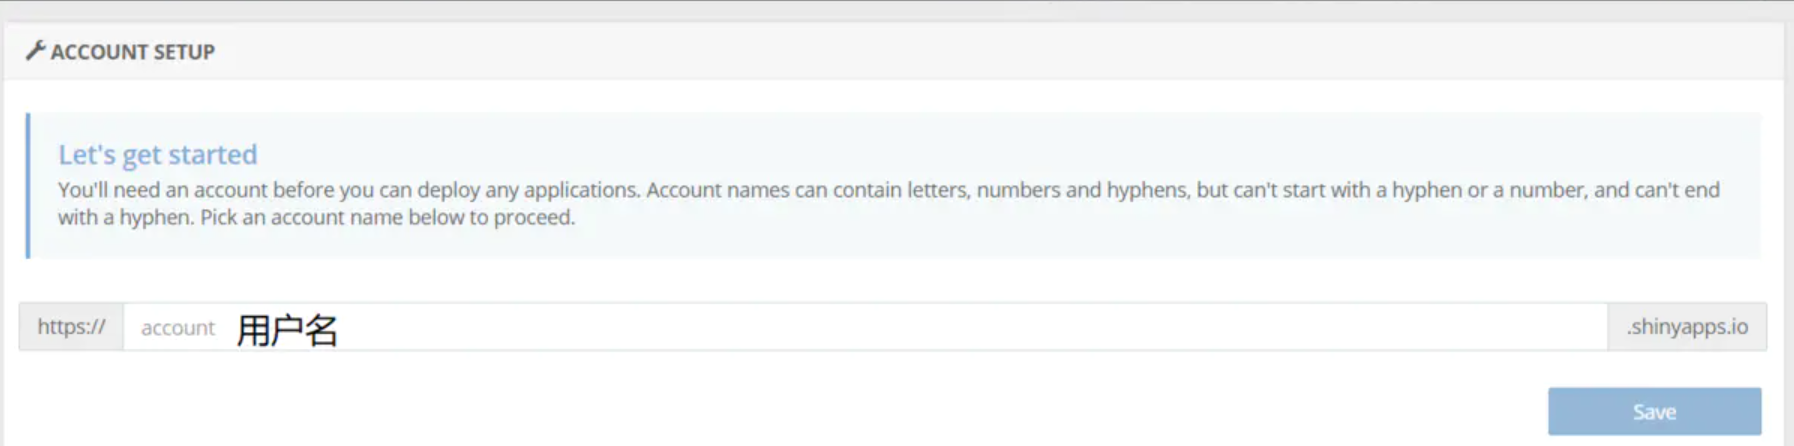 ACCOUNT SETUP
Let's get started
You'll need an account before you can deploy any applications. Account names can contain letters, numbers and hyphens, but can't start with a hyphen or a number, and can't end
with a hyphen. Pick an account name below to proceed.
https:// account 用户名 .shinyapps.io
Save